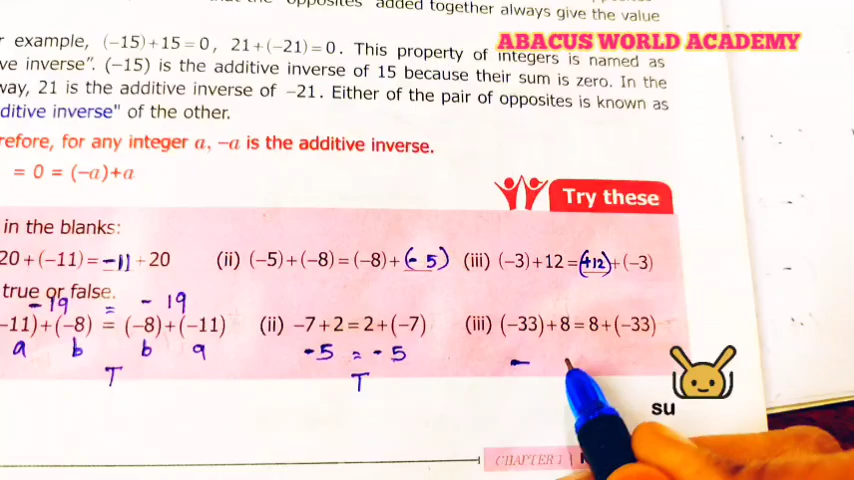 "opposites" added together always give the value
ABACUS WORLD ACADEMY
example, (−15)+15=0, 21+(−21)=0. This property of integers is named as
inverse". (−15) is the additive inverse of 15 because their sum is zero. In the
way, 21 is the additive inverse of −21. Either of the pair of opposites is known as
ditive inverse" of the other.
refore, for any integer a, −a is the additive inverse.
= 0 = (−a)+a
Try these
in the blanks:
20+(−11)=−11+20 (ii) (−5)+(−8)=(−8)+(−5) (iii) (−3)+12=(+12)+(−3)
true or false.
−19 = −19
−11)+(−8) = (−8)+(−11) (ii) −7+2=2+(−7) (iii) (−33)+8=8+(−33)
a b b a −5 = −5 −
T T
su
CHAPTER 1 |